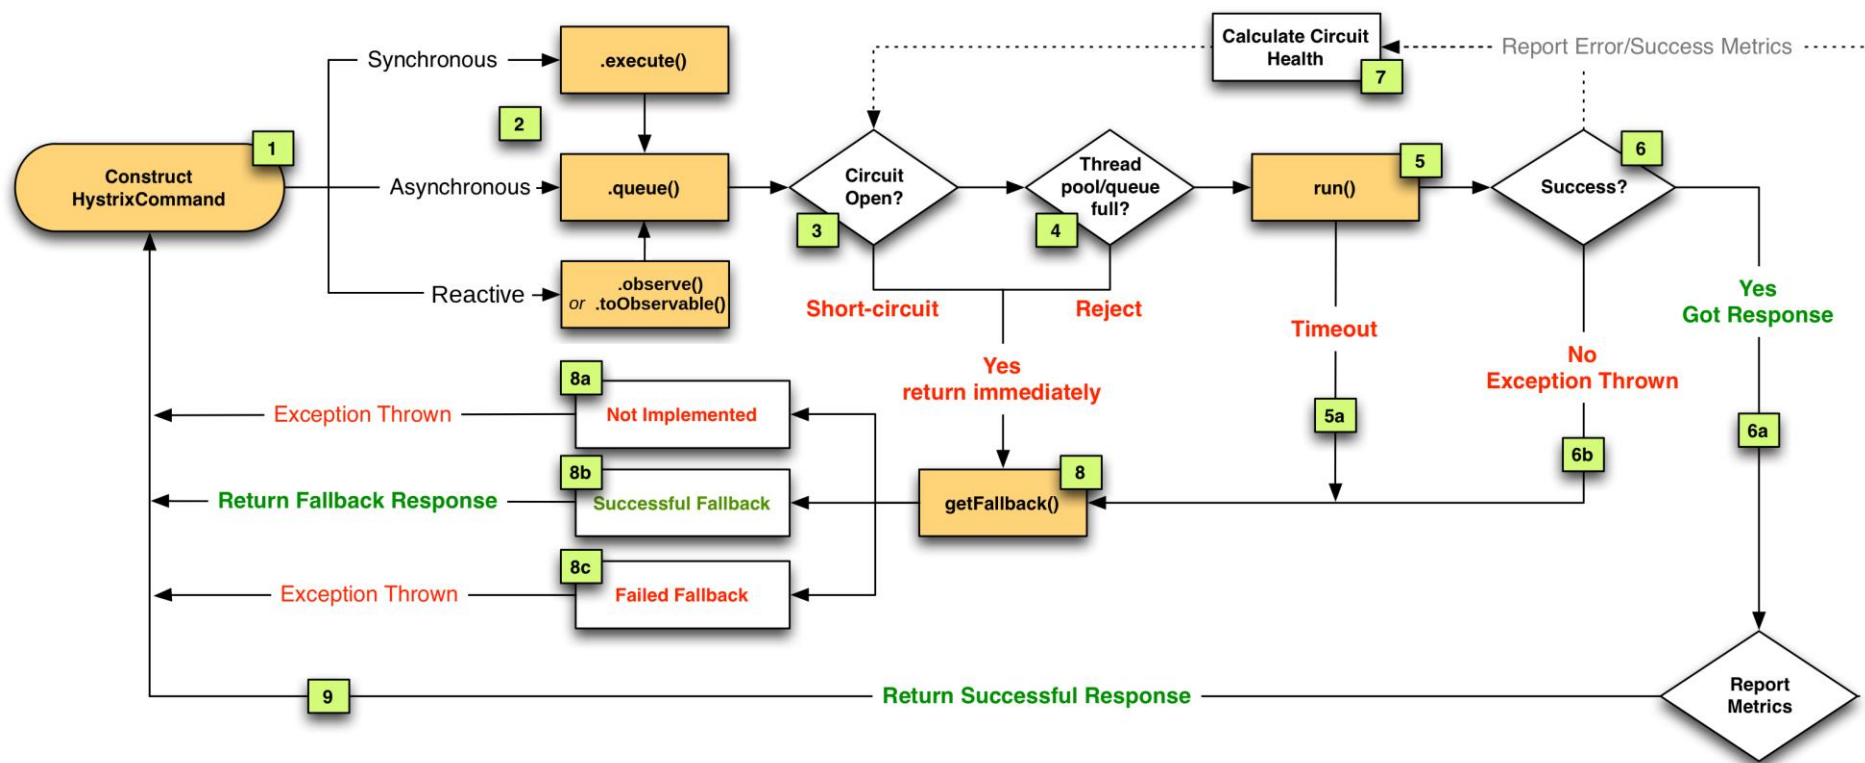 Construct
HystrixCommand
1
Synchronous
Asynchronous
Reactive
2
.execute()
.queue()
.observe()
or .toObservable()
Circuit
Open?
3
Thread
pool/queue
full?
4
run()
5
Success?
6
Calculate Circuit
Health
7
Report Error/Success Metrics
Short-circuit
Reject
Yes
return immediately
Timeout
5a
No
Exception Thrown
6b
Yes
Got Response
6a
getFallback()
8
8a
Not Implemented
Exception Thrown
8b
Successful Fallback
Return Fallback Response
8c
Failed Fallback
Exception Thrown
Report
Metrics
Return Successful Response
9